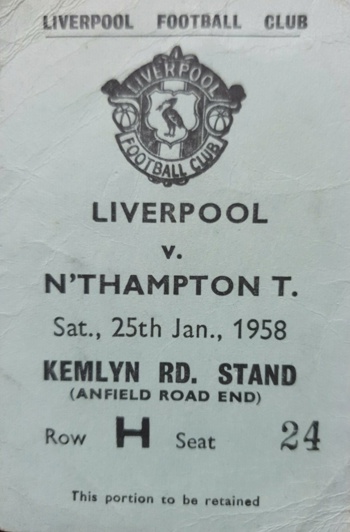 LIVERPOOL FOOTBALL CLUB
LIVERPOOL
FOOTBALL CLUB
LIVERPOOL
v.
N'THAMPTON T.
Sat., 25th Jan., 1958
KEMLYN RD. STAND
(ANFIELD ROAD END)
Row H Seat 24
This portion to be retained